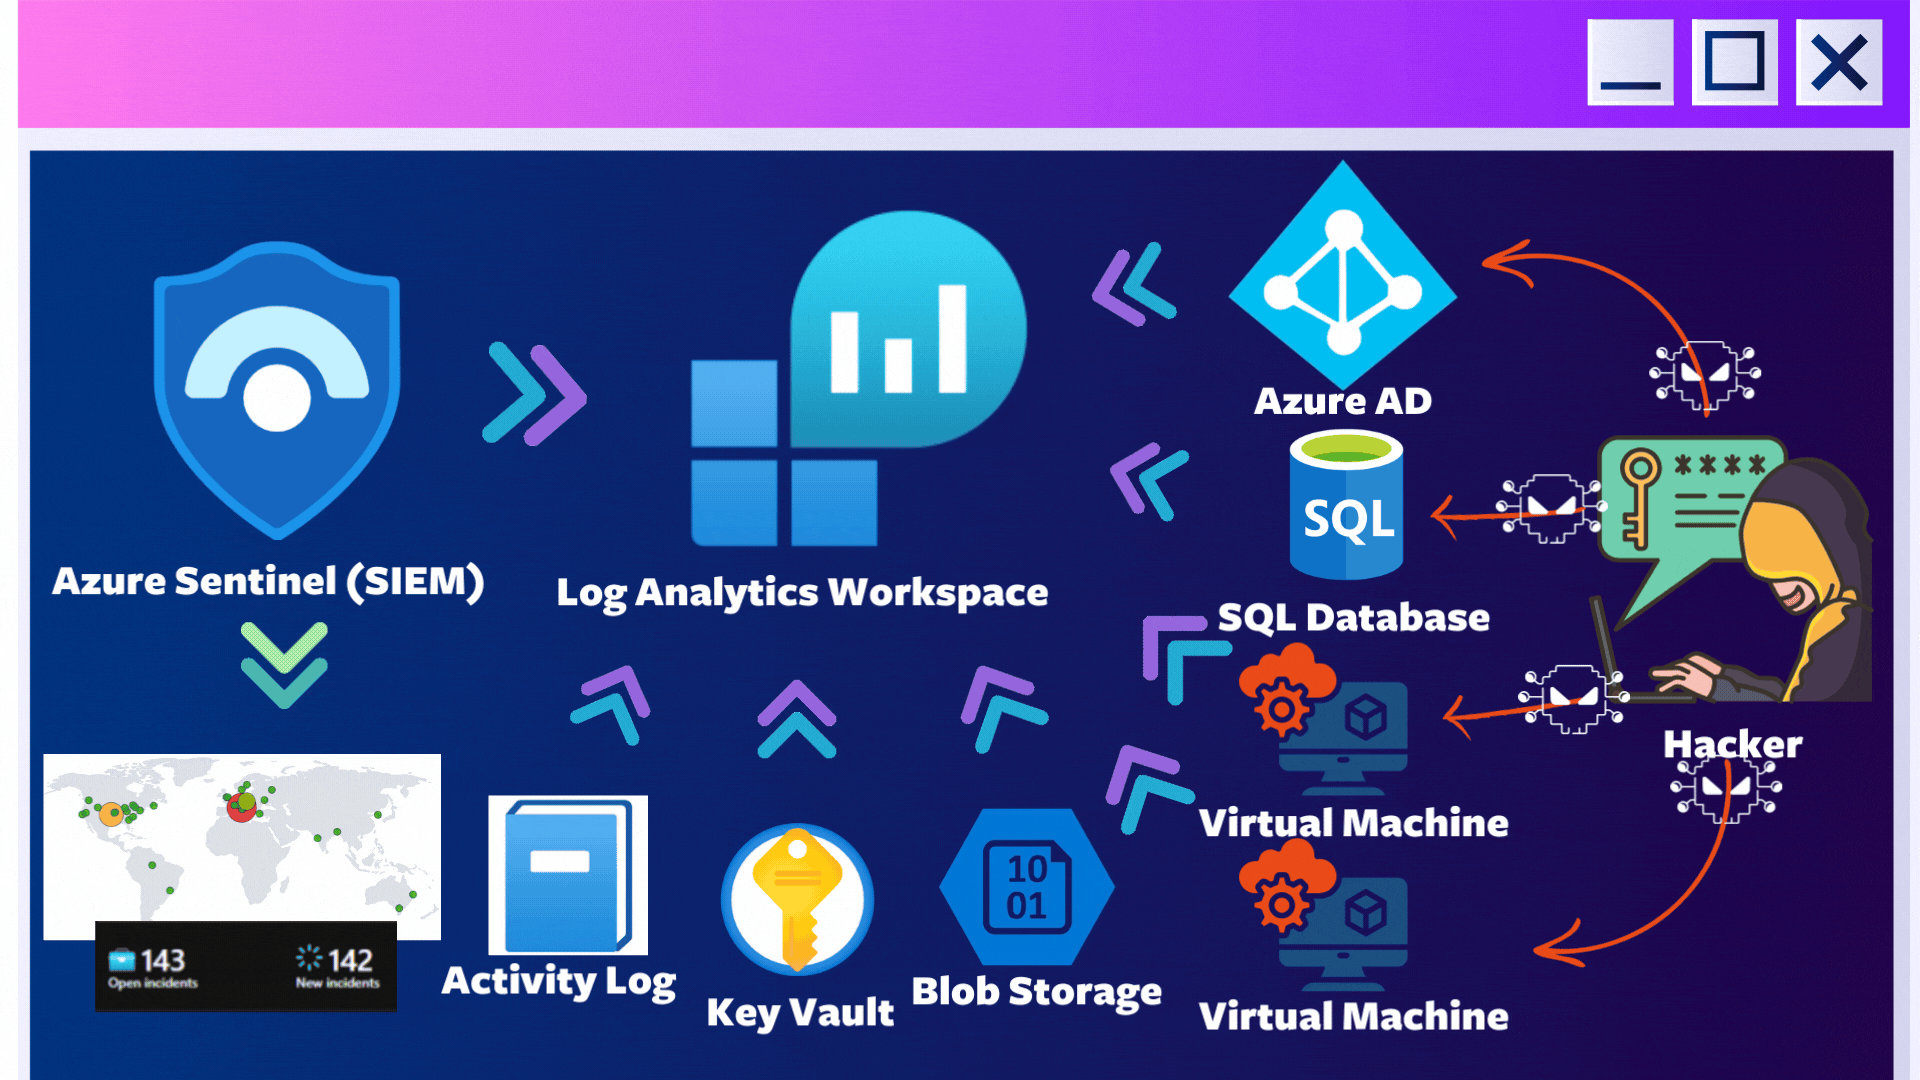 Azure AD
****
SQL
Azure Sentinel (SIEM)
Log Analytics Workspace
SQL Database
Hacker
Virtual Machine
10
01
143
Open incidents
142
New incidents
Activity Log
Key Vault
Blob Storage
Virtual Machine